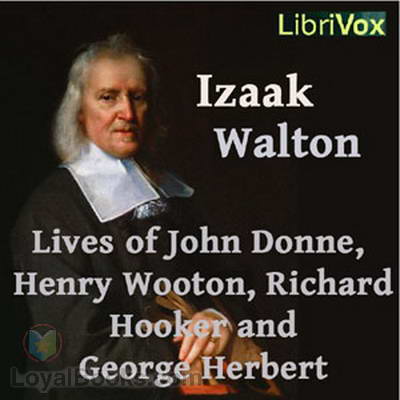 LibriVox
Izaak
Walton
Lives of John Donne,
Henry Wooton, Richard
Hooker and
George Herbert
LoyalBooks.com